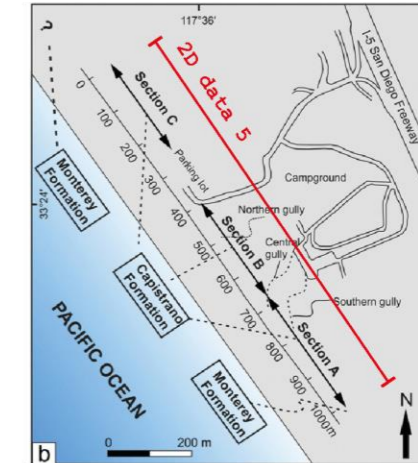 117°36'
?
I-5 San Diego
Freeway
2D data 5
Section C
0
100
200
300
400
500
600
700
800
900
1000m
Parking lot
Campground
Northern gully
Monterey
Formation
33°24'
Central
gully
Section B
Capistrano
Formation
Southern gully
Section A
PACIFIC OCEAN
Monterey
Formation
N
b
0 200 m